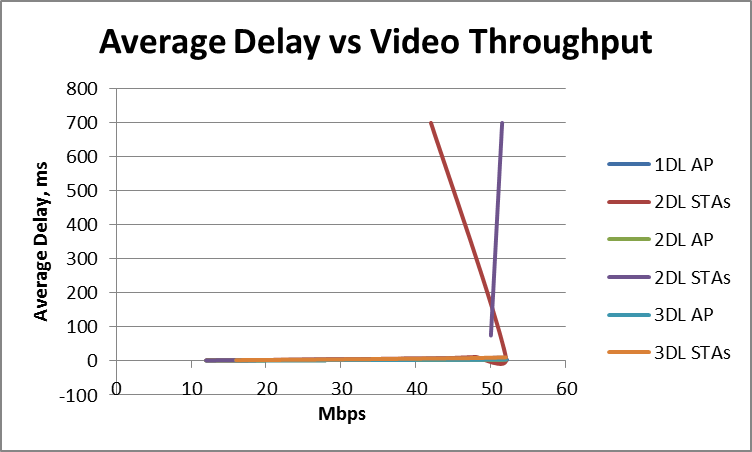 Average Delay vs Video Throughput
800
700
600
500
400
300
200
100
0
-100
0 10 20 30 40 50 60
Average Delay, ms
Mbps
1DL AP
2DL STAs
2DL AP
2DL STAs
3DL AP
3DL STAs